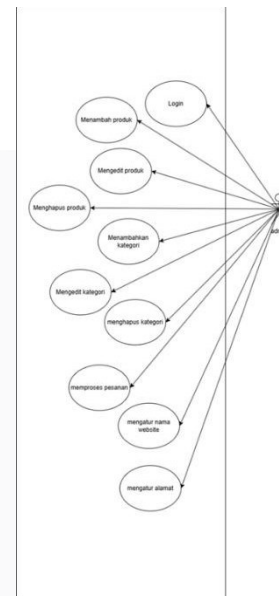 Login
Menambah produk
Mengedit produk
Menghapus produk
Menambahkan
kategori
Mengedit kategori
menghapus kategori
memproses pesanan
mengatur nama
website
mengatur alamat